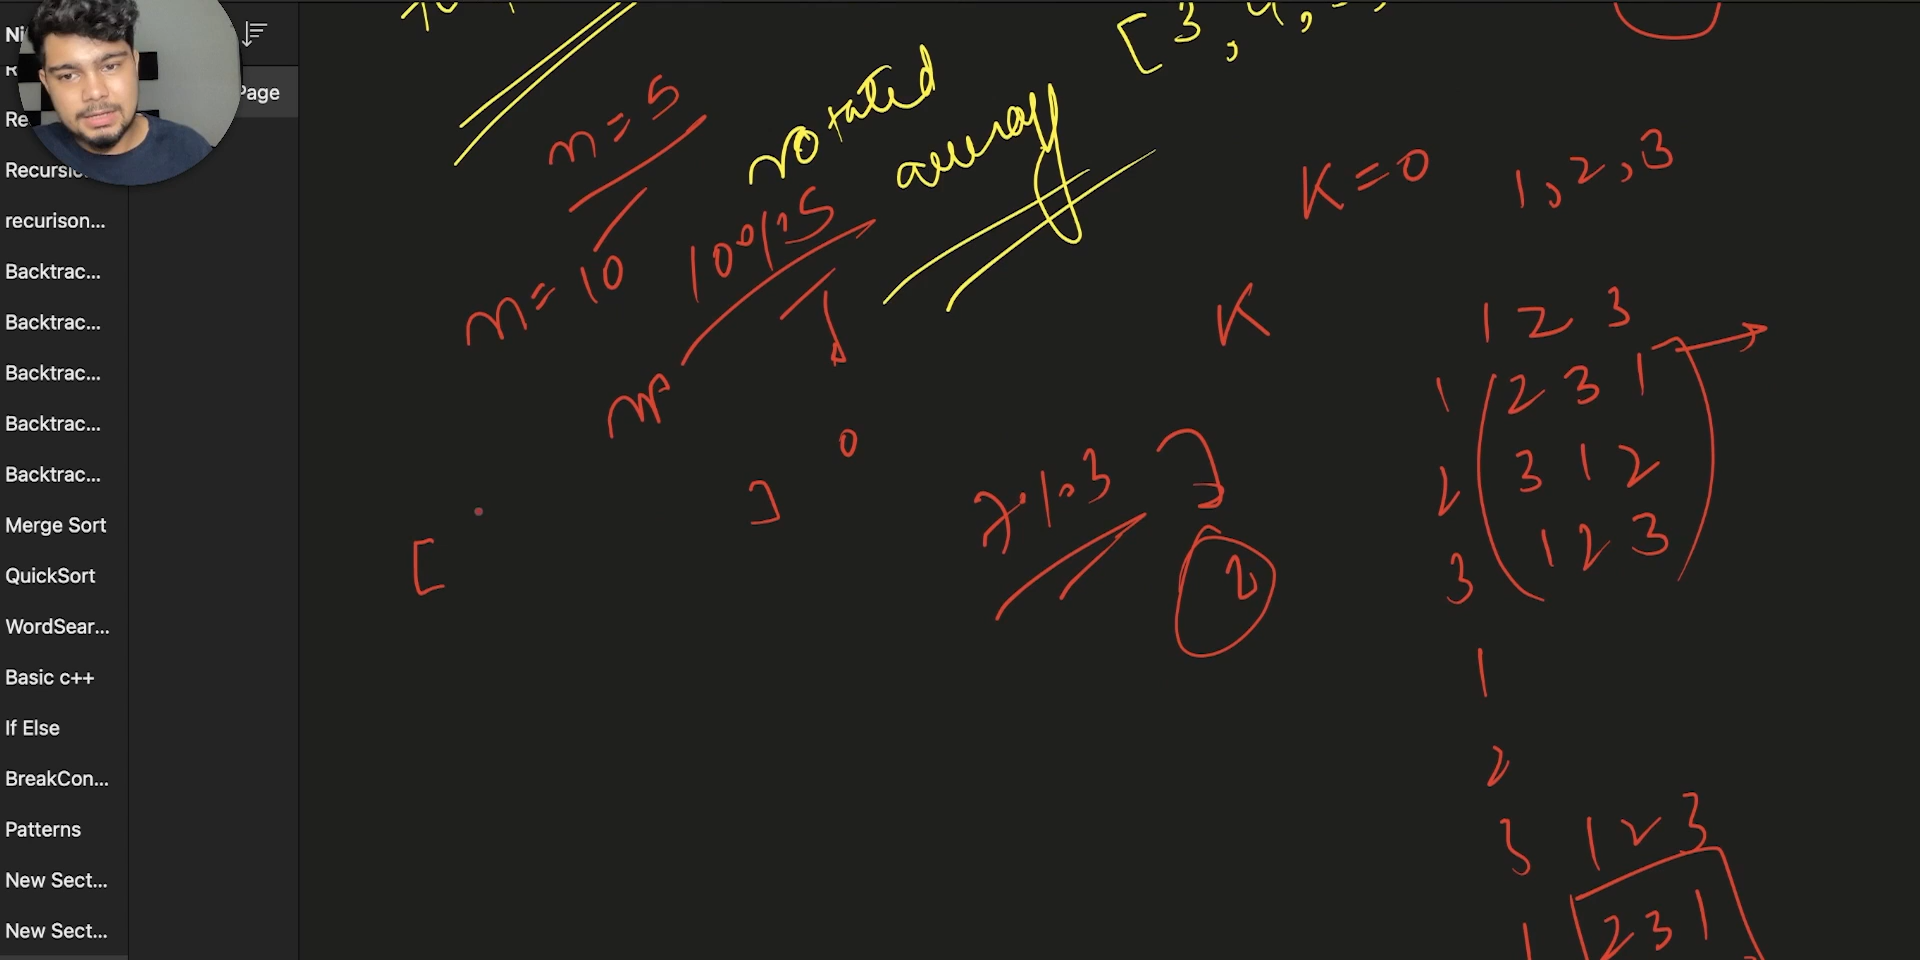 Ni
Page
Re
Recursio...
recurison...
Backtrac...
Backtrac...
Backtrac...
Backtrac...
Backtrac...
Merge Sort
QuickSort
WordSear...
Basic c++
If Else
BreakCon...
Patterns
New Sect...
New Sect...
[3, 4,
n=5
rotated
array
n=10
10%5
0
[ ]
7%3
2
K=0 1,2,3
K
1 2 3
1 2 3 1
2 3 1 2
3 1 2 3
1
2
3 1 2 3
1 2 3 1